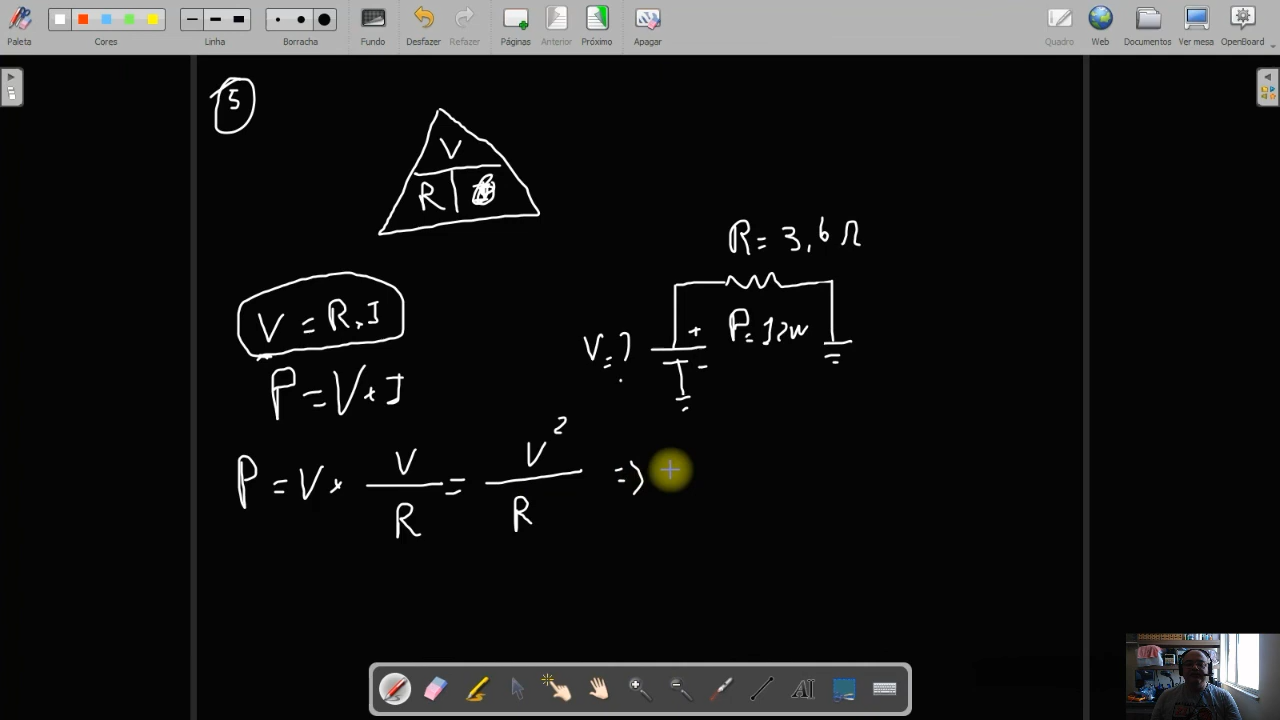 Paleta Cores Linha Borracha Fundo Desfazer Refazer Páginas Anterior Próximo Apagar Quadro Web Documentos Ver mesa OpenBoard
5
V
R
R = 3,6 Ω
V = R . I
+ P = 12w
V = ?
P = V × I
P = V × V/R = V²/R =>
AI